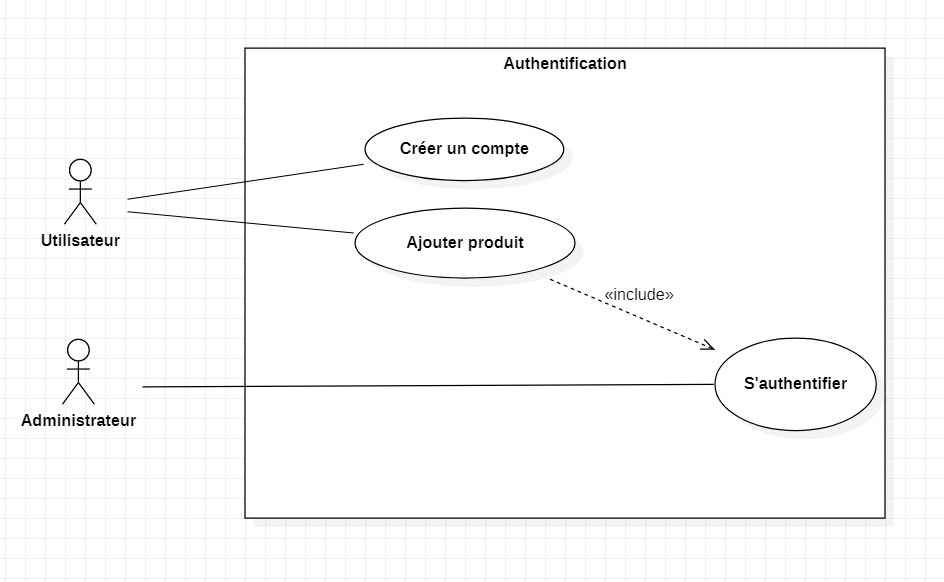 Authentification
Créer un compte
Ajouter produit
Utilisateur
«include»
S'authentifier
Administrateur